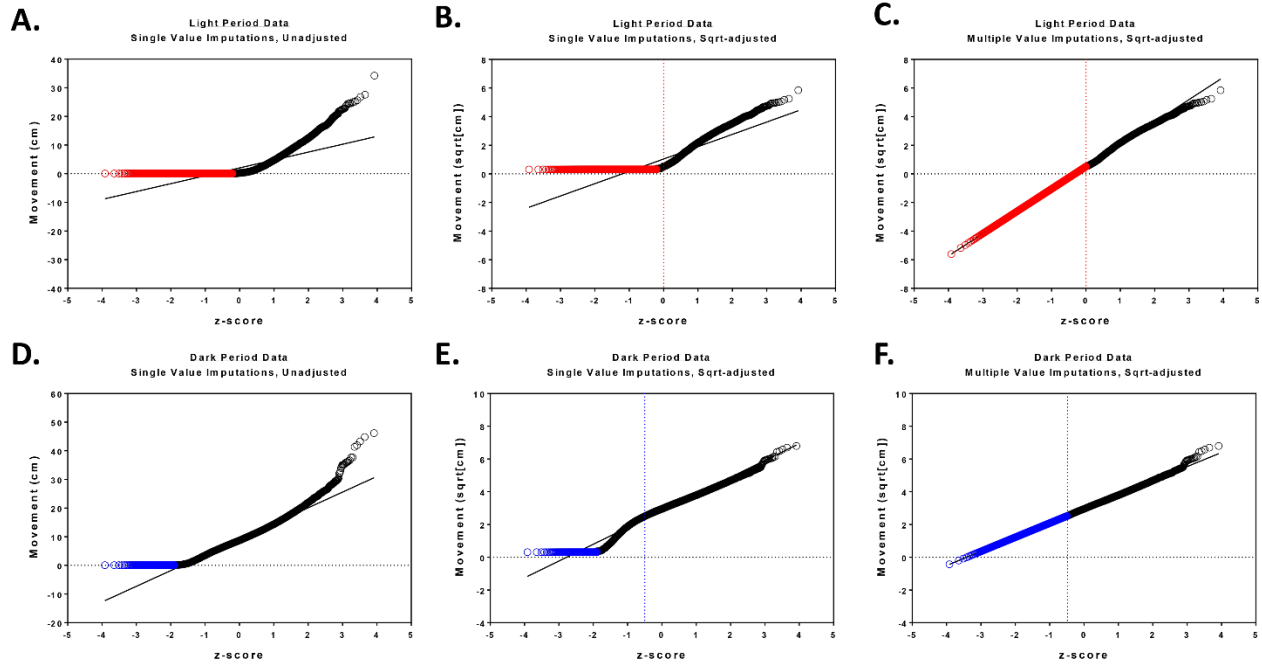 A.
Light Period Data
Single Value Imputations, Unadjusted
Movement (cm)
40
30
20
10
0
-10
-20
-30
-40
-5 -4 -3 -2 -1 0 1 2 3 4 5
z-score
B.
Light Period Data
Single Value Imputations, Sqrt-adjusted
Movement (sqrt[cm])
8
6
4
2
0
-2
-4
-6
-8
-5 -4 -3 -2 -1 0 1 2 3 4 5
z-score
C.
Light Period Data
Multiple Value Imputations, Sqrt-adjusted
Movement (sqrt[cm])
8
6
4
2
0
-2
-4
-6
-8
-5 -4 -3 -2 -1 0 1 2 3 4 5
z-score
D.
Dark Period Data
Single Value Imputations, Unadjusted
Movement (cm)
60
50
40
30
20
10
0
-10
-20
-5 -4 -3 -2 -1 0 1 2 3 4 5
z-score
E.
Dark Period Data
Single Value Imputations, Sqrt-adjusted
Movement (sqrt[cm])
10
8
6
4
2
0
-2
-4
-5 -4 -3 -2 -1 0 1 2 3 4 5
z-score
F.
Dark Period Data
Multiple Value Imputations, Sqrt-adjusted
Movement (sqrt[cm])
10
8
6
4
2
0
-2
-4
-5 -4 -3 -2 -1 0 1 2 3 4 5
z-score